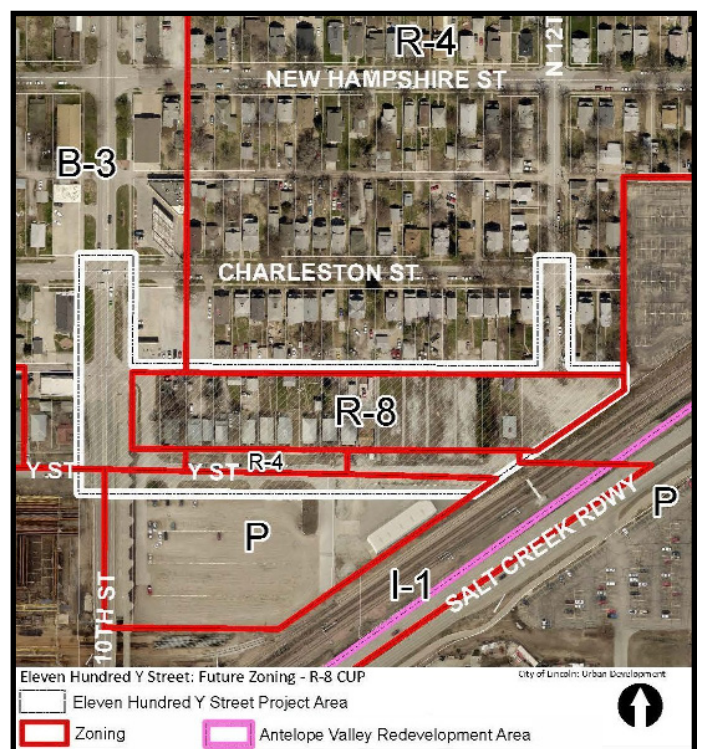 R-4
N 12T
NEW HAMPSHIRE ST
B-3
CHARLESTON ST
R-8
R-4
Y ST
Y ST
P
P
I-1
SALT CREEK RDWY
10TH ST
Eleven Hundred Y Street: Future Zoning - R-8 CUP
City of Lincoln: Urban Development
Eleven Hundred Y Street Project Area
Zoning
Antelope Valley Redevelopment Area